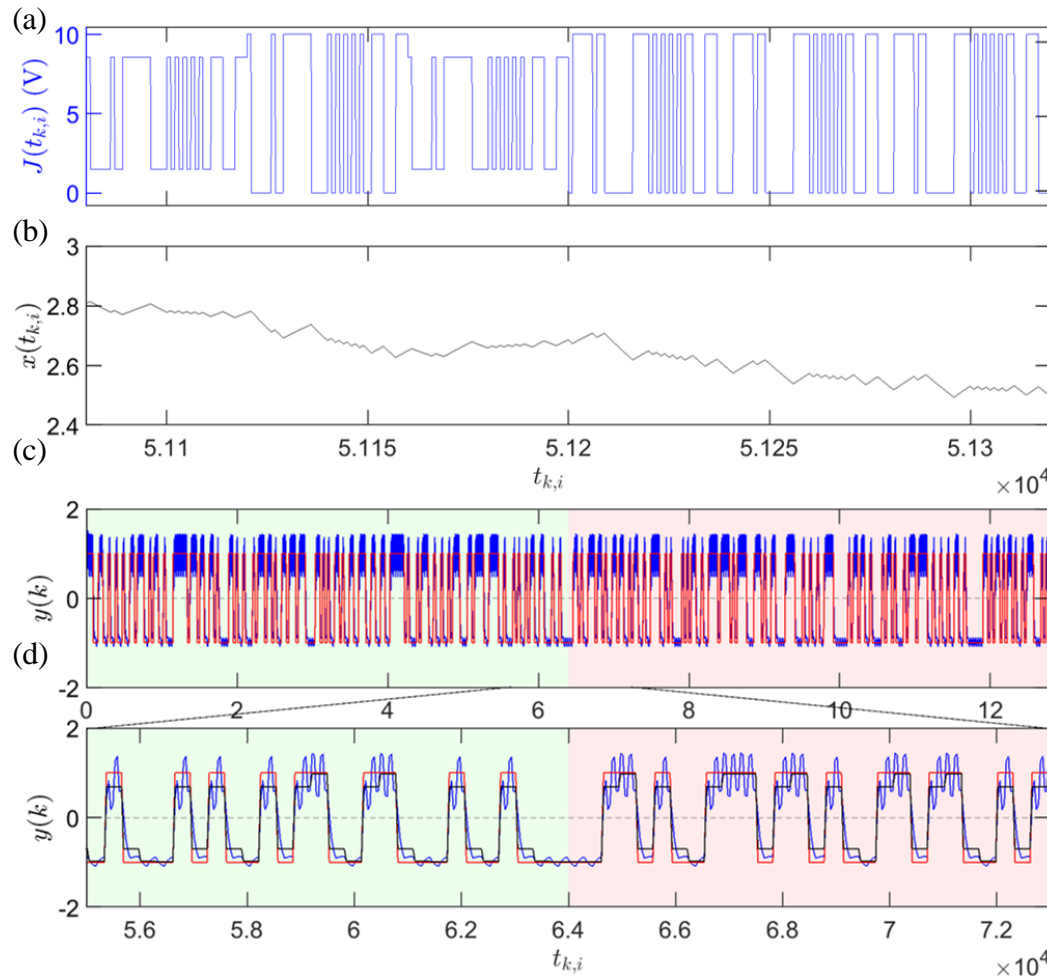 (a)
10
5
0
J(t_{k,i}) (V)
(b)
3
2.8
2.6
2.4
x(t_{k,i})
5.11 5.115 5.12 5.125 5.13
t_{k,i}
×10^4
(c)
2
0
-2
y(k)
0 2 4 6 8 10 12
(d)
2
0
-2
y(k)
5.6 5.8 6 6.2 6.4 6.6 6.8 7 7.2
t_{k,i}
×10^4